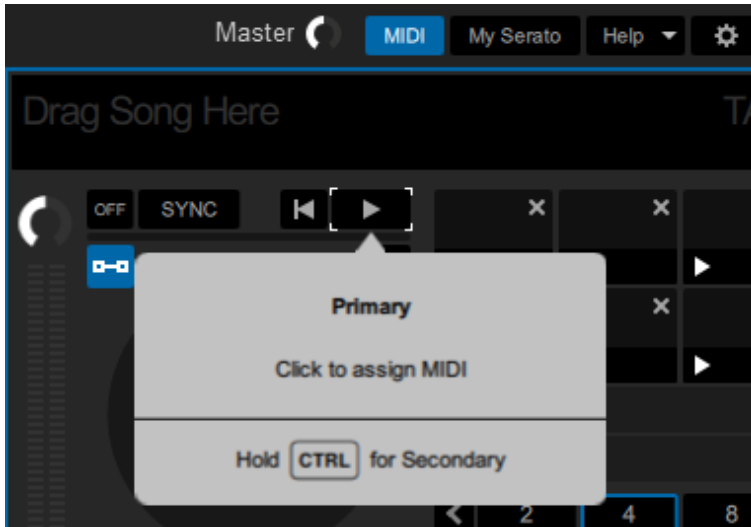 Master MIDI My Serato Help
Drag Song Here
OFF SYNC
Primary
Click to assign MIDI
Hold CTRL for Secondary
2 4 8